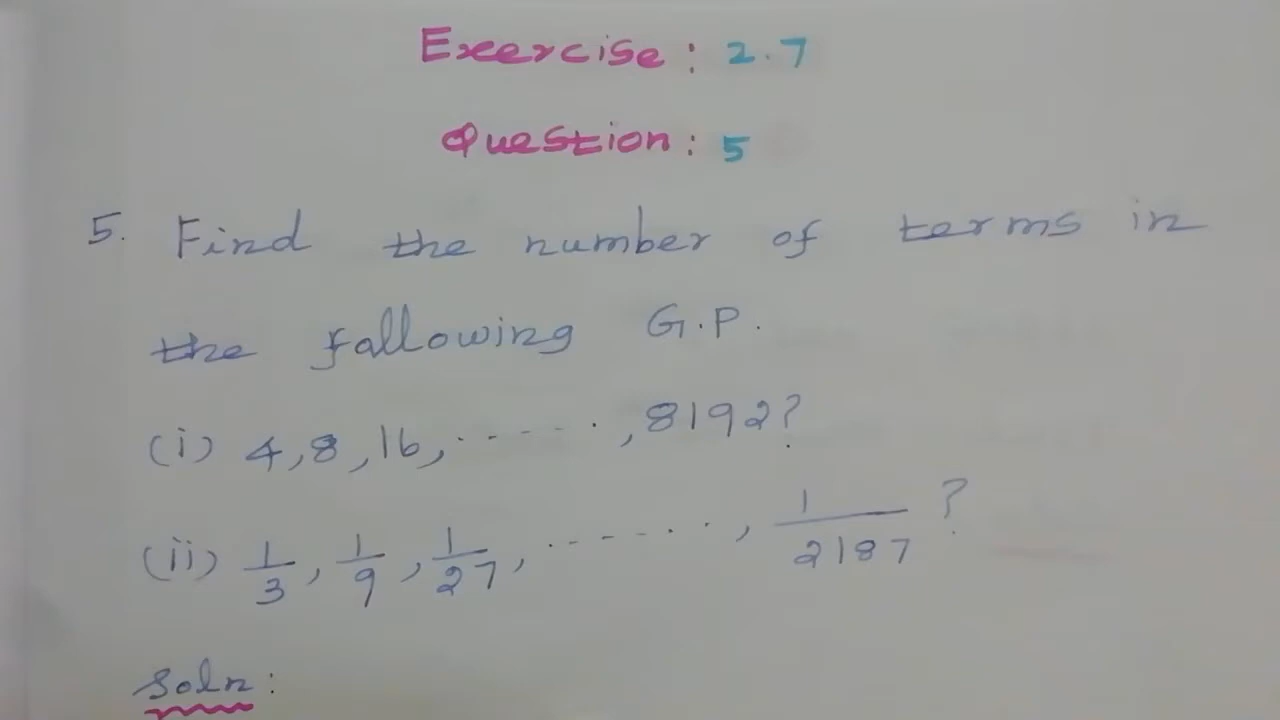 Exercise: 2.7
Question: 5
5. Find the number of terms in
the following G.P.
(i) 4, 8, 16, ......, 8192?
(ii) 1/3, 1/9, 1/27, ......., 1/2187 ?
Soln: